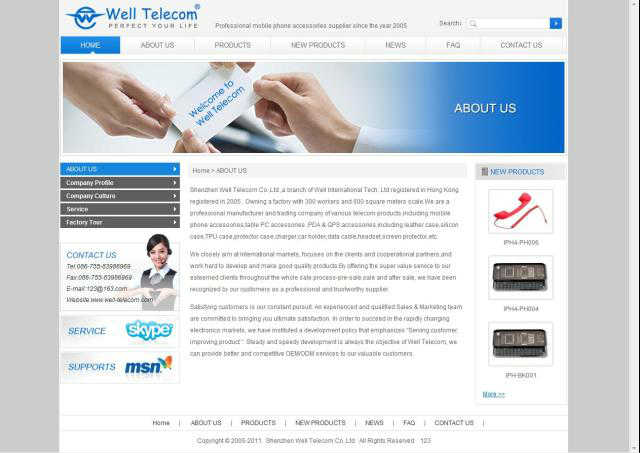 Well Telecom®
PERFECT YOUR LIFE
Professional mobile phone accessories supplier since the year 2005
Search:
HOME
ABOUT US
PRODUCTS
NEW PRODUCTS
NEWS
FAQ
CONTACT US
Welcome to
Well Telecom
ABOUT US
ABOUT US
Company Profile
Company Culture
Service
Factory Tour
CONTACT US
Tel:086-755-83986969
Fax:086-755-83986969
E-mail:123@163.com
Website:www.well-telecom.com
SERVICE
skype
SUPPORTS
msn
Home > ABOUT US
Shenzhen Well Telecom Co.Ltd ,a branch of Well International Tech. Ltd registered in Hong Kong
registered in 2005 . Owning a factory with 300 workers and 600 square meters scale.We are a
professional manufacturer and trading company of various telecom products,including mobile
phone accessories,table PC accessories ,PDA & GPS accessories,including leather case,silicon
case,TPU case,protector case,charger,car holder,data cable,headset,screen protector,etc.
We closely aim at international markets, focuses on the clients and cooperational partners,and
work hard to develop and make good quality products.By offering the super value service to our
esteemed clients throughout the whole sale process-pre-sale,sale and after sale, we have been
recognized by our customers as a professional and trustworthy supplier.
Satisfying customers is our constant pursuit. An experienced and qualified Sales & Marketing team
are committed to bringing you ultimate satisfaction. In order to succeed in the rapidly changing
electronics markets, we have instituted a development policy that emphasizes "Serving customer,
improving product ". Steady and speedy development is always the objective of Well Telecom, we
can provide better and competitive OEM/ODM services to our valuable customers.
NEW PRODUCTS
IPH4-PH006
IPH4-PH004
IPH-BK001
More >>
Home | ABOUT US | PRODUCTS | NEW PRODUCTS | NEWS | FAQ | CONTACT US |
Copyright © 2005-2011 Shenzhen Well Telecom Co.,Ltd All Rights Reserved 123